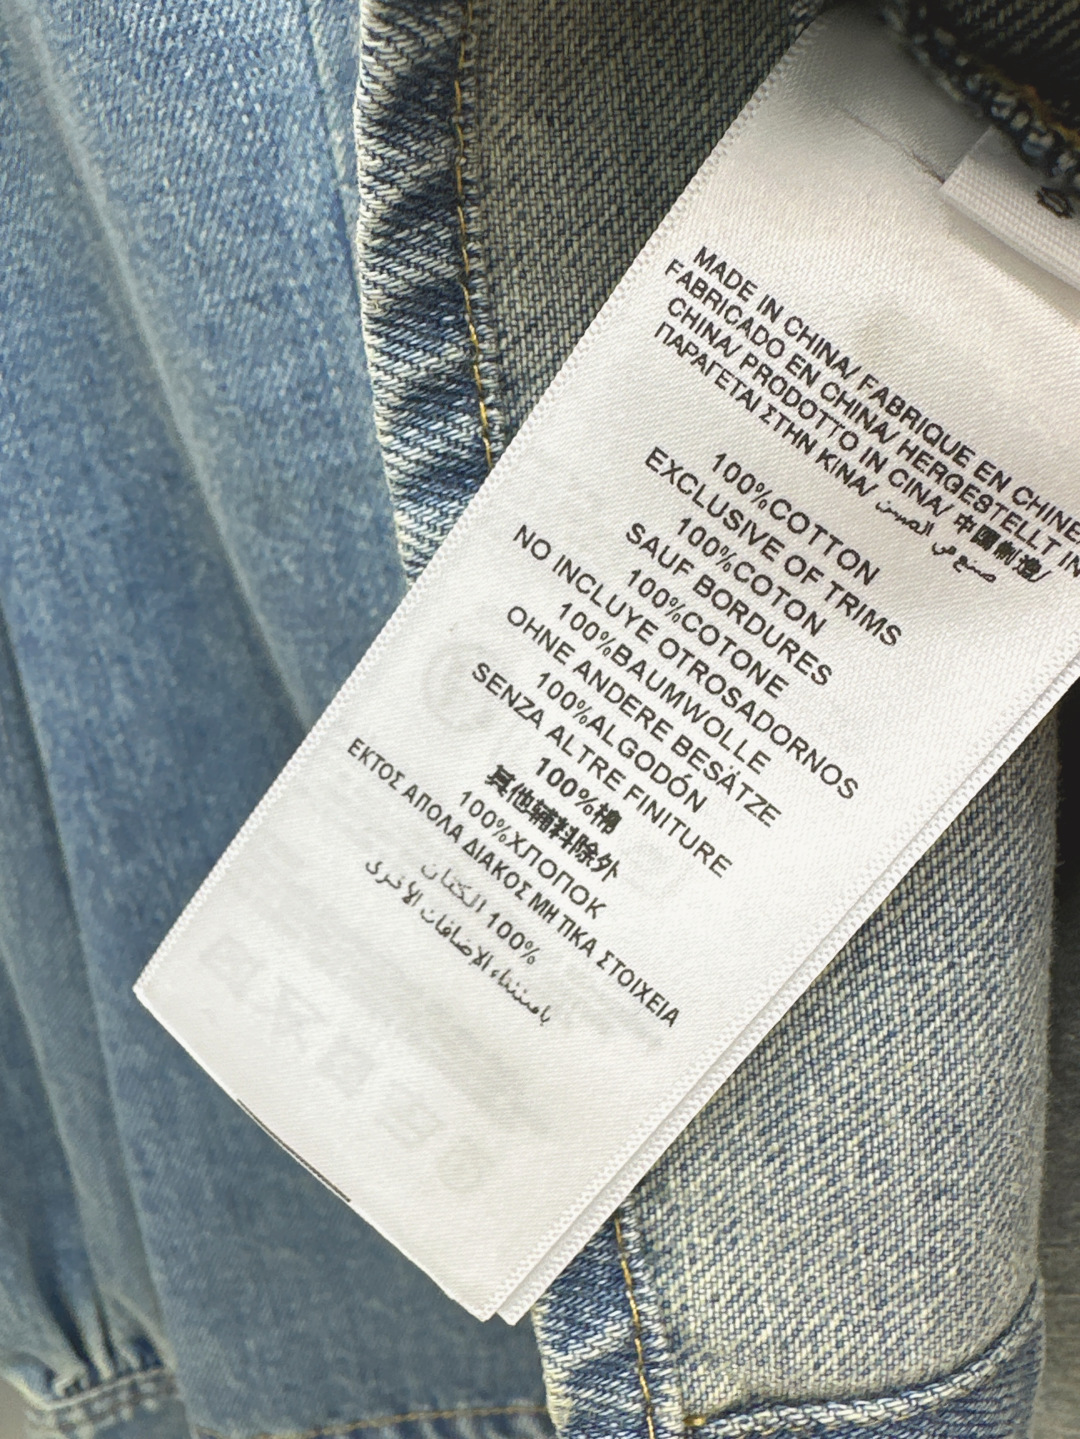 MADE IN CHINA/ FABRIQUE EN CHINE/
FABRICADO EN CHINA/ HERGESTELLT IN
CHINA/ PRODOTTO IN CINA/ 中国制造/
ΠΑΡΑΓΕΤΑΙ ΣΤΗΝ ΚΙΝΑ/ صنع في الصين
100%COTTON
EXCLUSIVE OF TRIMS
100%COTON
SAUF BORDURES
100%COTONE
NO INCLUYE OTROSADORNOS
100%BAUMWOLLE
OHNE ANDERE BESÄTZE
100%ALGODÓN
SENZA ALTRE FINITURE
100%棉
其他辅料除外
100%ΧΛΟΠΟΚ
ΕΚΤΟΣ ΑΠΟΛΑ ΔΙΑΚΟΣ ΜΗ ΠΚΑ ΣΤΟΙΧΕΙΑ
100% الكتان
باستثناء الإضافات الأخرى